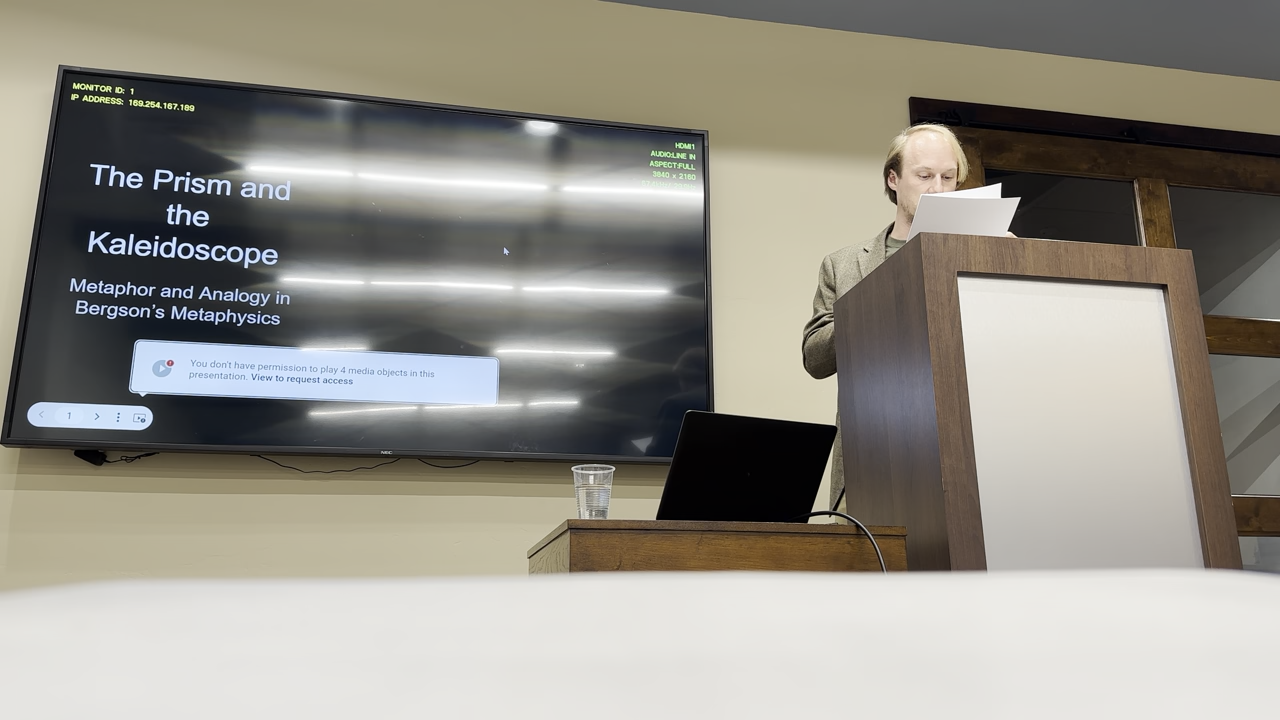 MONITOR ID: 1
IP ADDRESS: 169.254.167.189
HDMI1
AUDIO:LINE IN
ASPECT:FULL
3840 x 2160
The Prism and
the
Kaleidoscope
Metaphor and Analogy in
Bergson's Metaphysics
You don't have permission to play 4 media objects in this
presentation. View to request access
1
NEC